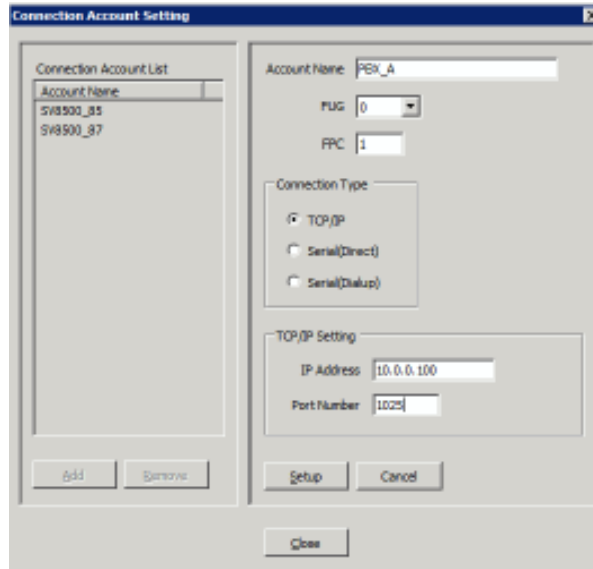 Connection Account Setting
Connection Account List
Account Name
SV8500_85
SV8500_87
Add
Remove
Account Name PBX_A
FUG 0
FPC 1
Connection Type
TCP/IP
Serial(Direct)
Serial(Dialup)
TCP/IP Setting
IP Address 10.0.0.100
Port Number 1025
Setup
Cancel
Close